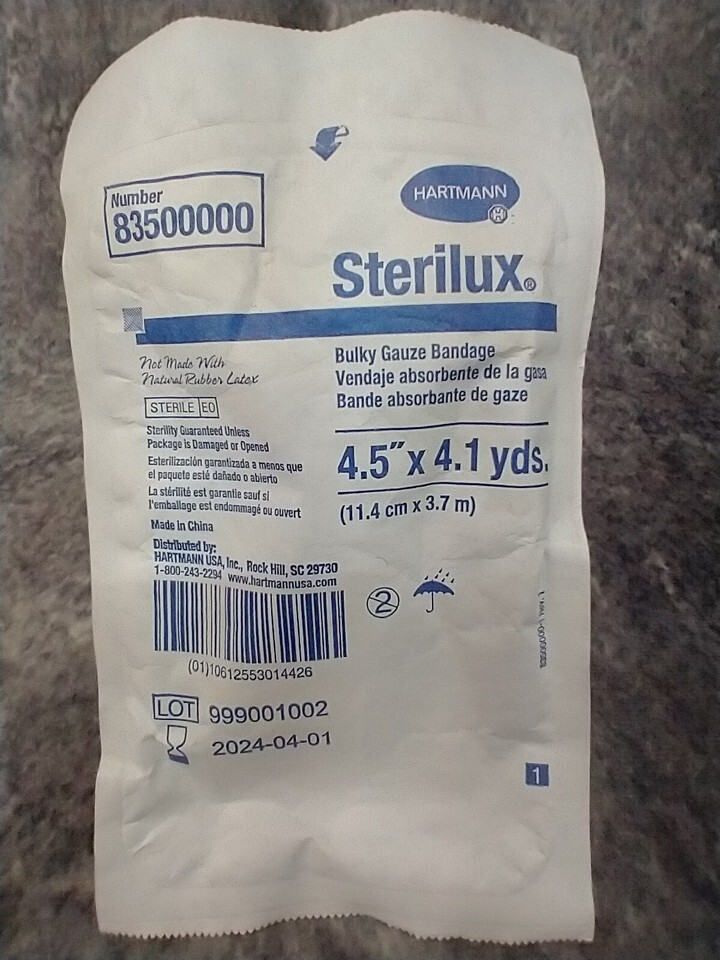 Number
83500000
HARTMANN
Sterilux®
Not Made With
Natural Rubber Latex
STERILE EO
Sterility Guaranteed Unless
Package is Damaged or Opened
Esterilización garantizada a menos que
el paquete esté dañado o abierto
La stérilité est garantie sauf si
l'emballage est endommagé ou ouvert
Made in China
Distributed by:
HARTMANN USA, Inc., Rock Hill, SC 29730
1-800-243-2294 www.hartmannusa.com
(01)10612553014426
LOT 999001002
2024-04-01
Bulky Gauze Bandage
Vendaje absorbente de la gasa
Bande absorbante de gaze
4.5″ x 4.1 yds.
(11.4 cm x 3.7 m)
2
1